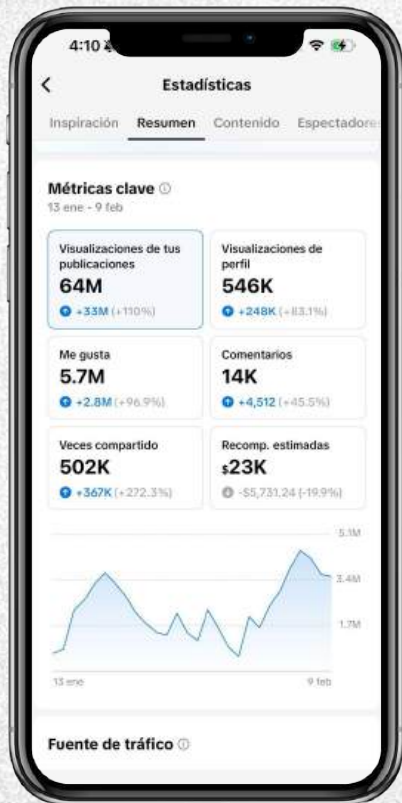 4:10
Estadísticas
Inspiración Resumen Contenido Espectadores
Métricas clave
13 ene - 9 feb
Visualizaciones de tus
publicaciones
64M
+33M (+110%)
Visualizaciones de
perfil
546K
+248K (+83.1%)
Me gusta
5.7M
+2.8M (+96.9%)
Comentarios
14K
+4,512 (+45.5%)
Veces compartido
502K
+367K (+272.3%)
Recomp. estimadas
$23K
-$5,731.24 (-19.9%)
5.1M
3.4M
1.7M
13 ene
9 feb
Fuente de tráfico